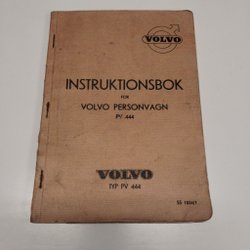 VOLVO
INSTRUKTIONSBOK
FÖR
VOLVO PERSONVAGN
PV 444
VOLVO
TYP PV 444